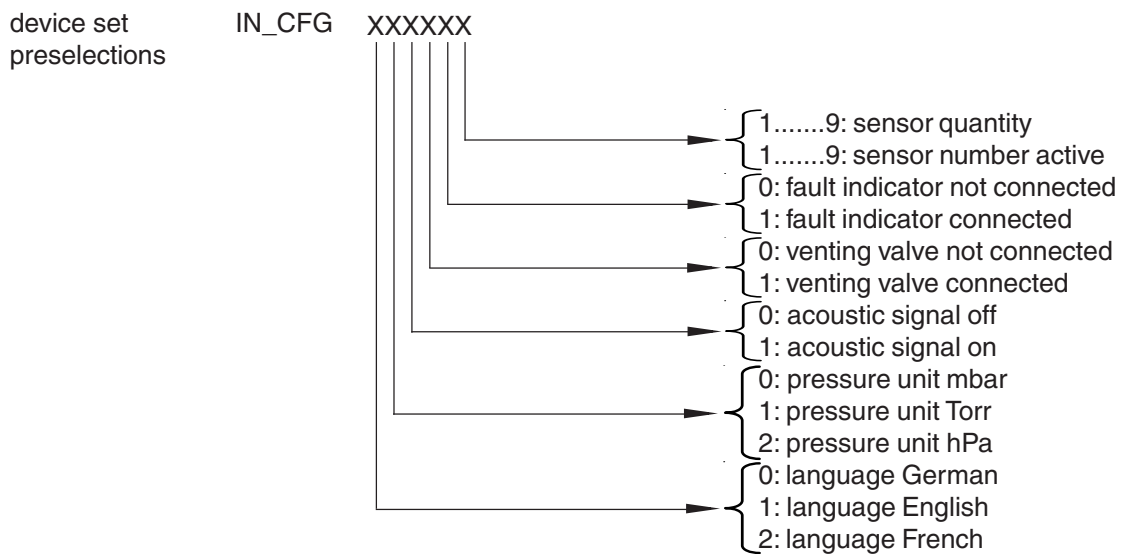 device set IN_CFG XXXXXX
preselections
1.......9: sensor quantity
1.......9: sensor number active
0: fault indicator not connected
1: fault indicator connected
0: venting valve not connected
1: venting valve connected
0: acoustic signal off
1: acoustic signal on
0: pressure unit mbar
1: pressure unit Torr
2: pressure unit hPa
0: language German
1: language English
2: language French